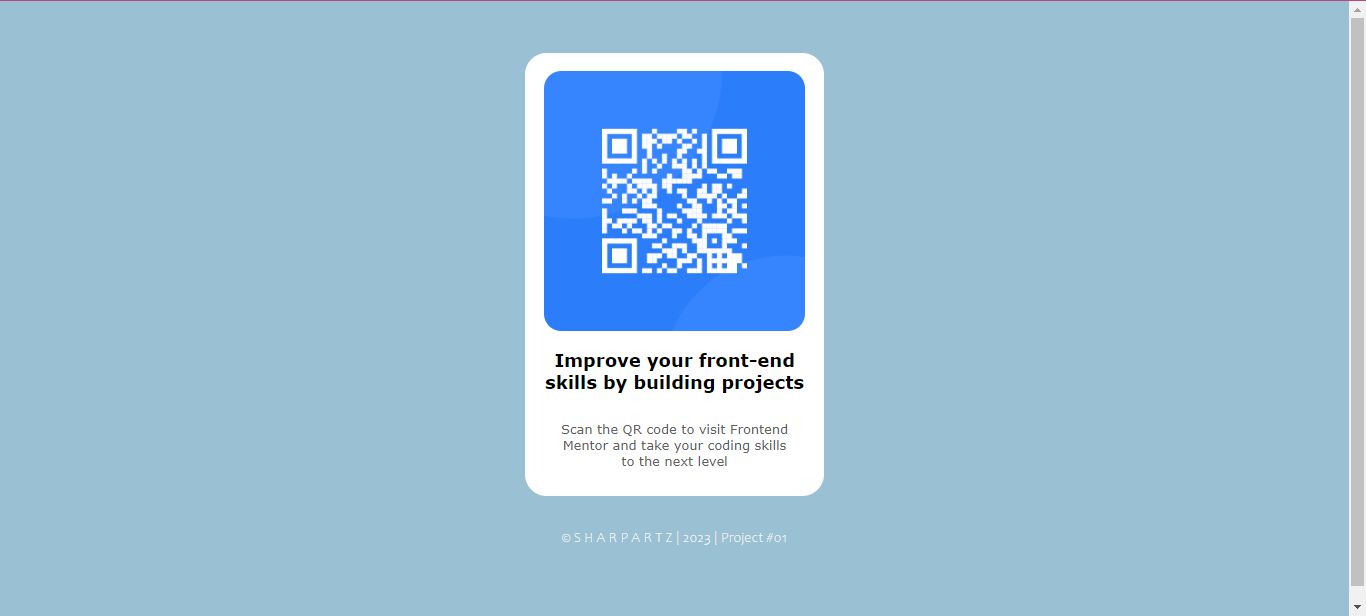 Improve your front-end
skills by building projects
Scan the QR code to visit Frontend
Mentor and take your coding skills
to the next level
© S H A R P A R T Z | 2023 | Project #01